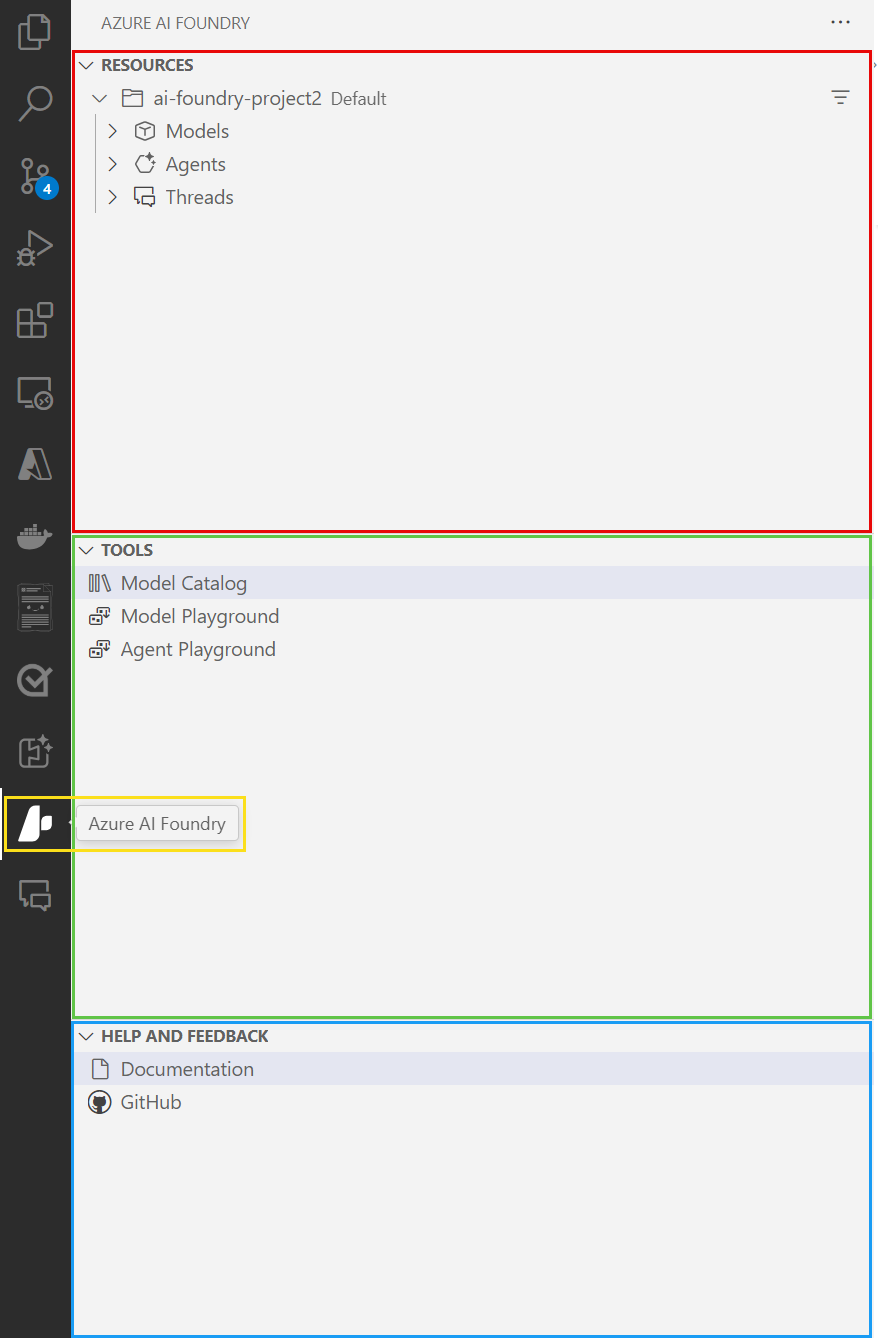 AZURE AI FOUNDRY
RESOURCES
ai-foundry-project2 Default
Models
Agents
Threads
4
TOOLS
Model Catalog
Model Playground
Agent Playground
Azure AI Foundry
HELP AND FEEDBACK
Documentation
GitHub